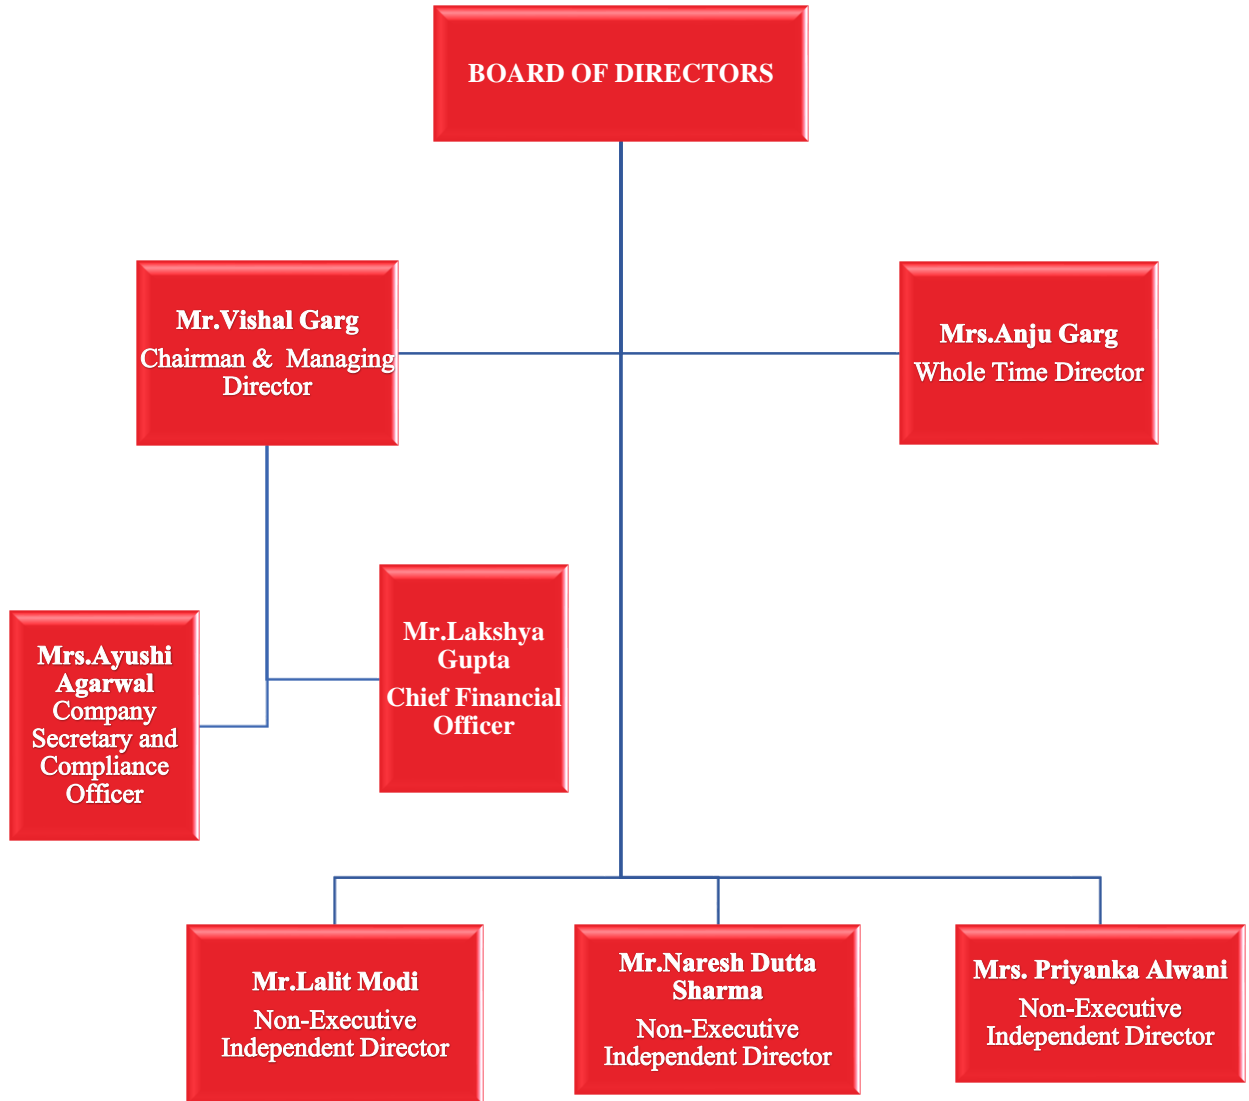 BOARD OF DIRECTORS
Mr.Vishal Garg
Chairman & Managing
Director
Mrs.Anju Garg
Whole Time Director
Mr.Lakshya
Gupta
Chief Financial
Officer
Mrs.Ayushi
Agarwal
Company
Secretary and
Compliance
Officer
Mr.Lalit Modi
Non-Executive
Independent Director
Mr.Naresh Dutta
Sharma
Non-Executive
Independent Director
Mrs. Priyanka Alwani
Non-Executive
Independent Director